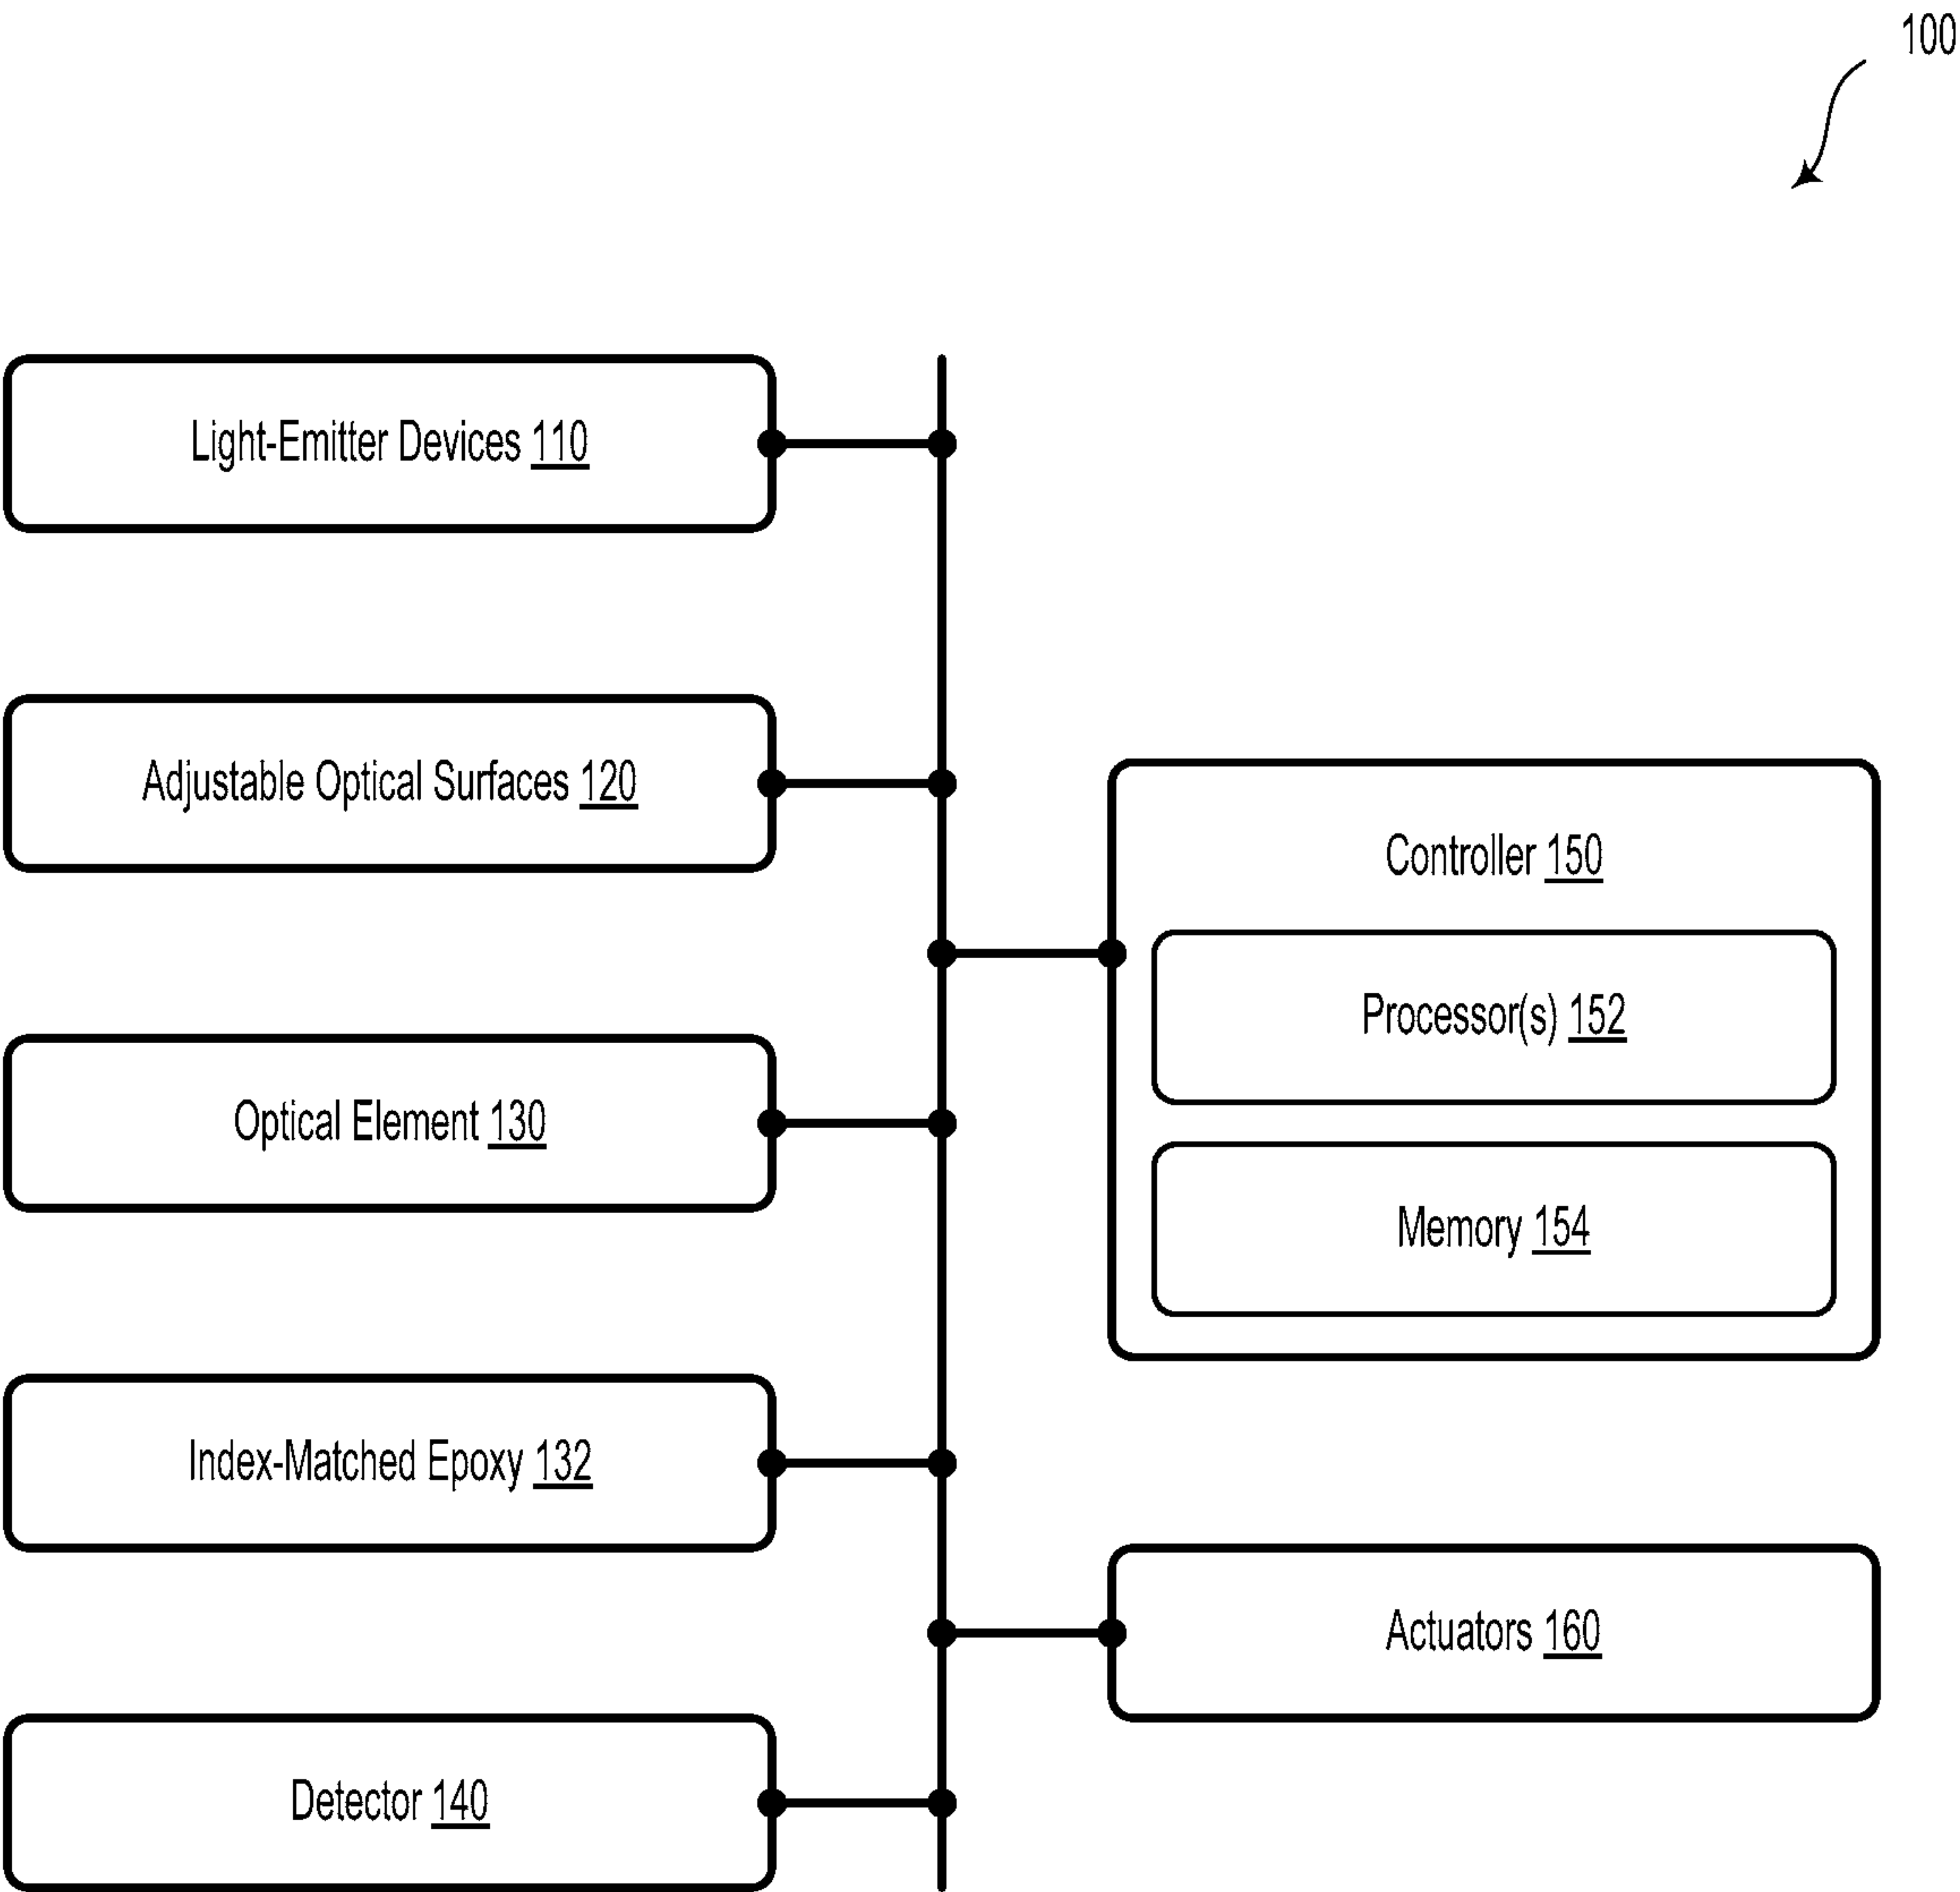 100
Light-Emitter Devices 110
Adjustable Optical Surfaces 120
Optical Element 130
Index-Matched Epoxy 132
Detector 140
Controller 150
Processor(s) 152
Memory 154
Actuators 160